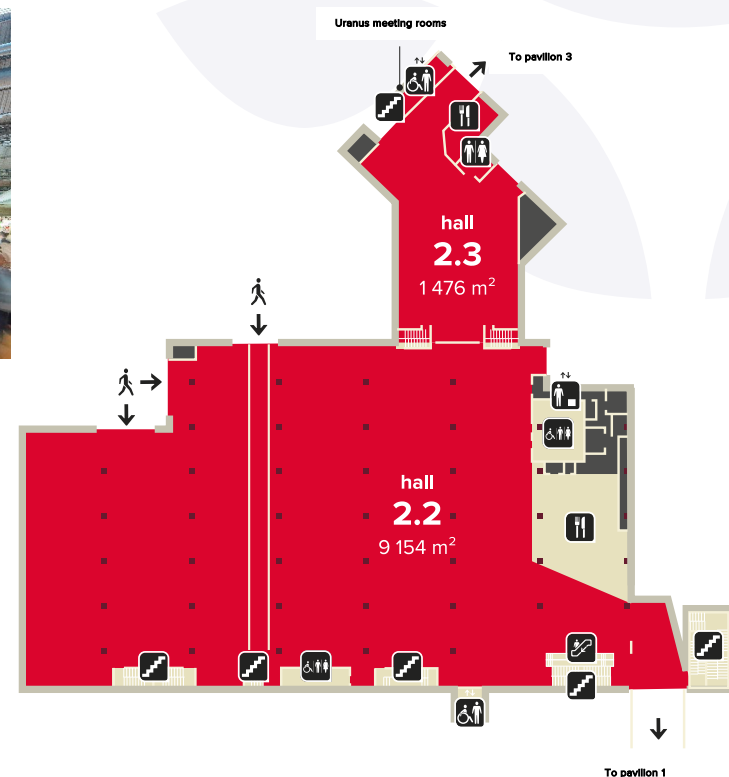 Uranus meeting rooms
To pavilion 3
hall
2.3
1 476 m²
hall
2.2
9 154 m²
To pavilion 1